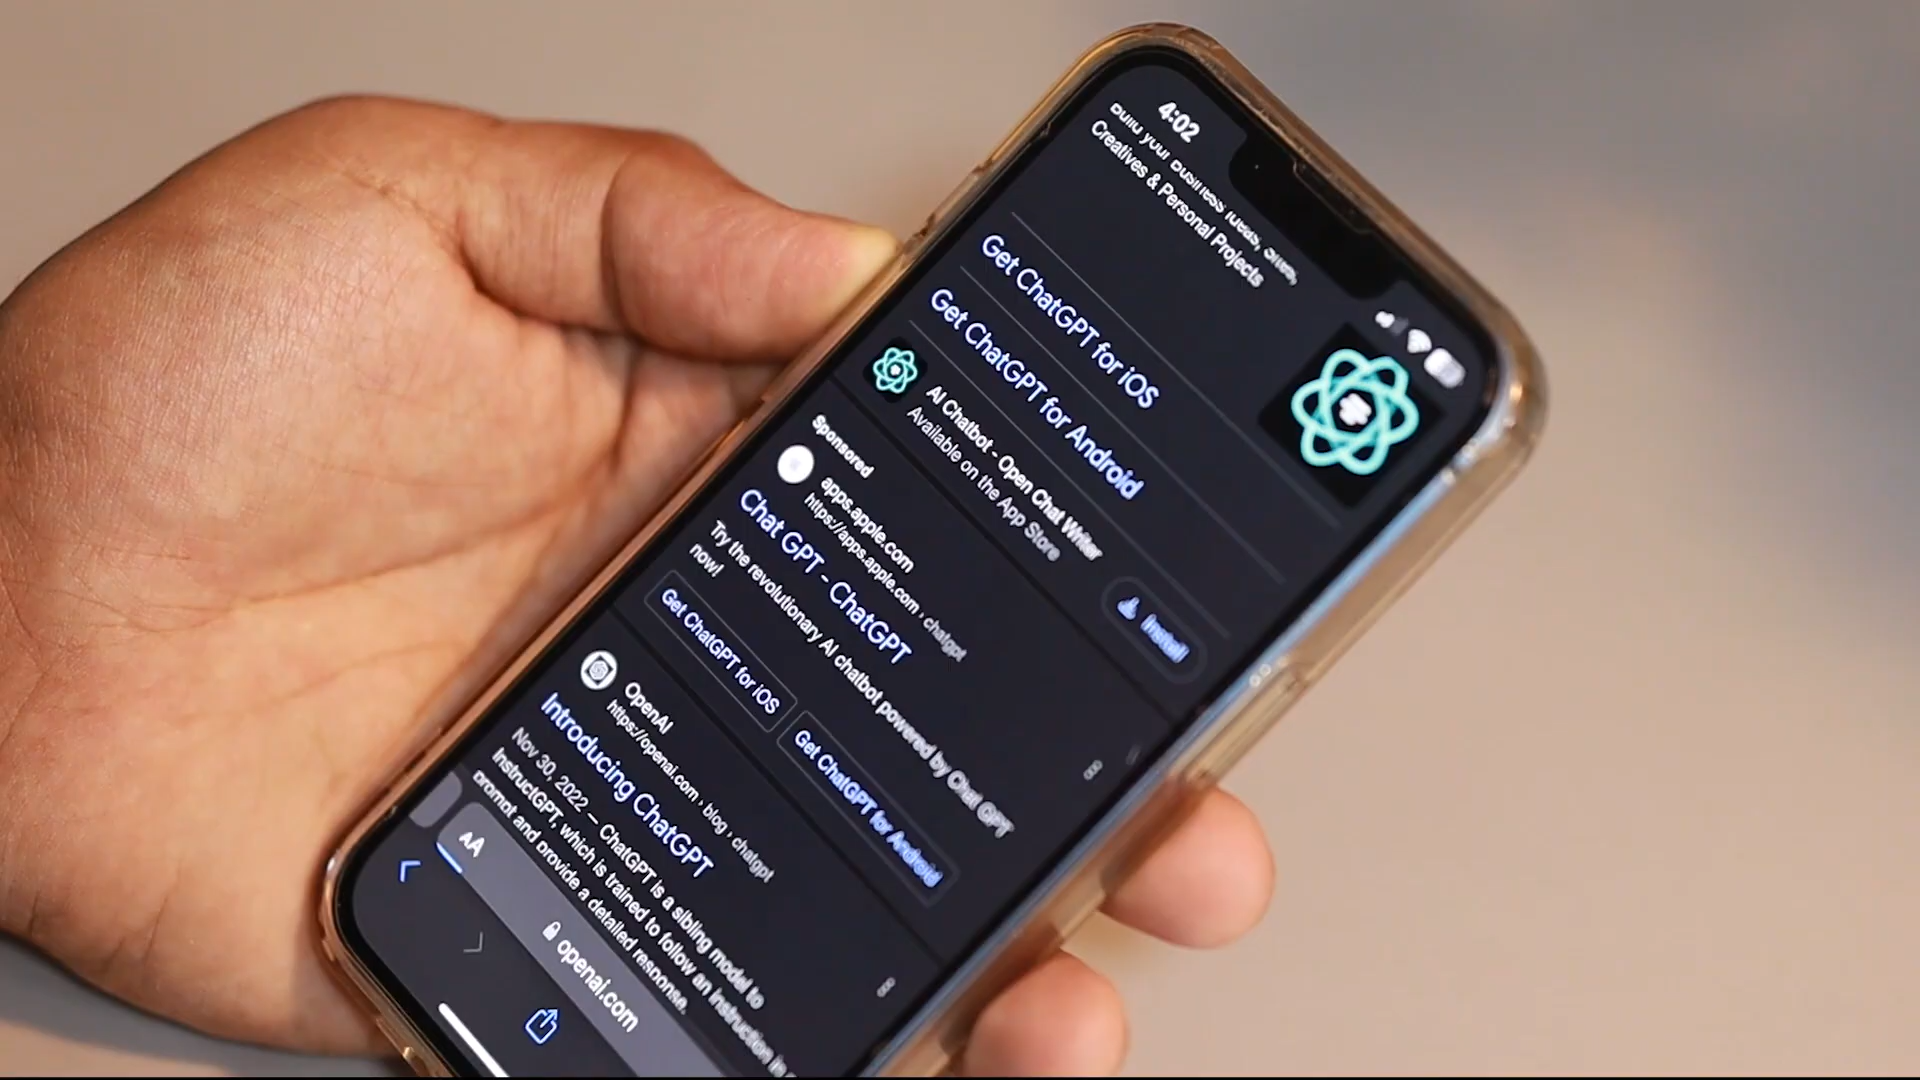 4:02
Build your business ideas,
Creatives & Personal Projects
Get ChatGPT for iOS
Get ChatGPT for Android
AI Chatbot - Open Chat Writer
Available on the App Store
Install
Sponsored
apps.apple.com
https://apps.apple.com › chatgpt
Chat GPT - ChatGPT
Try the revolutionary AI chatbot powered by Chat GPT
now!
Get ChatGPT for iOS
Get ChatGPT for Android
OpenAI
https://openai.com › blog › chatgpt
Introducing ChatGPT
Nov 30, 2022 — ChatGPT is a sibling model to
InstructGPT, which is trained to follow an instruction in
prompt and provide a detailed response.
AA
openai.com